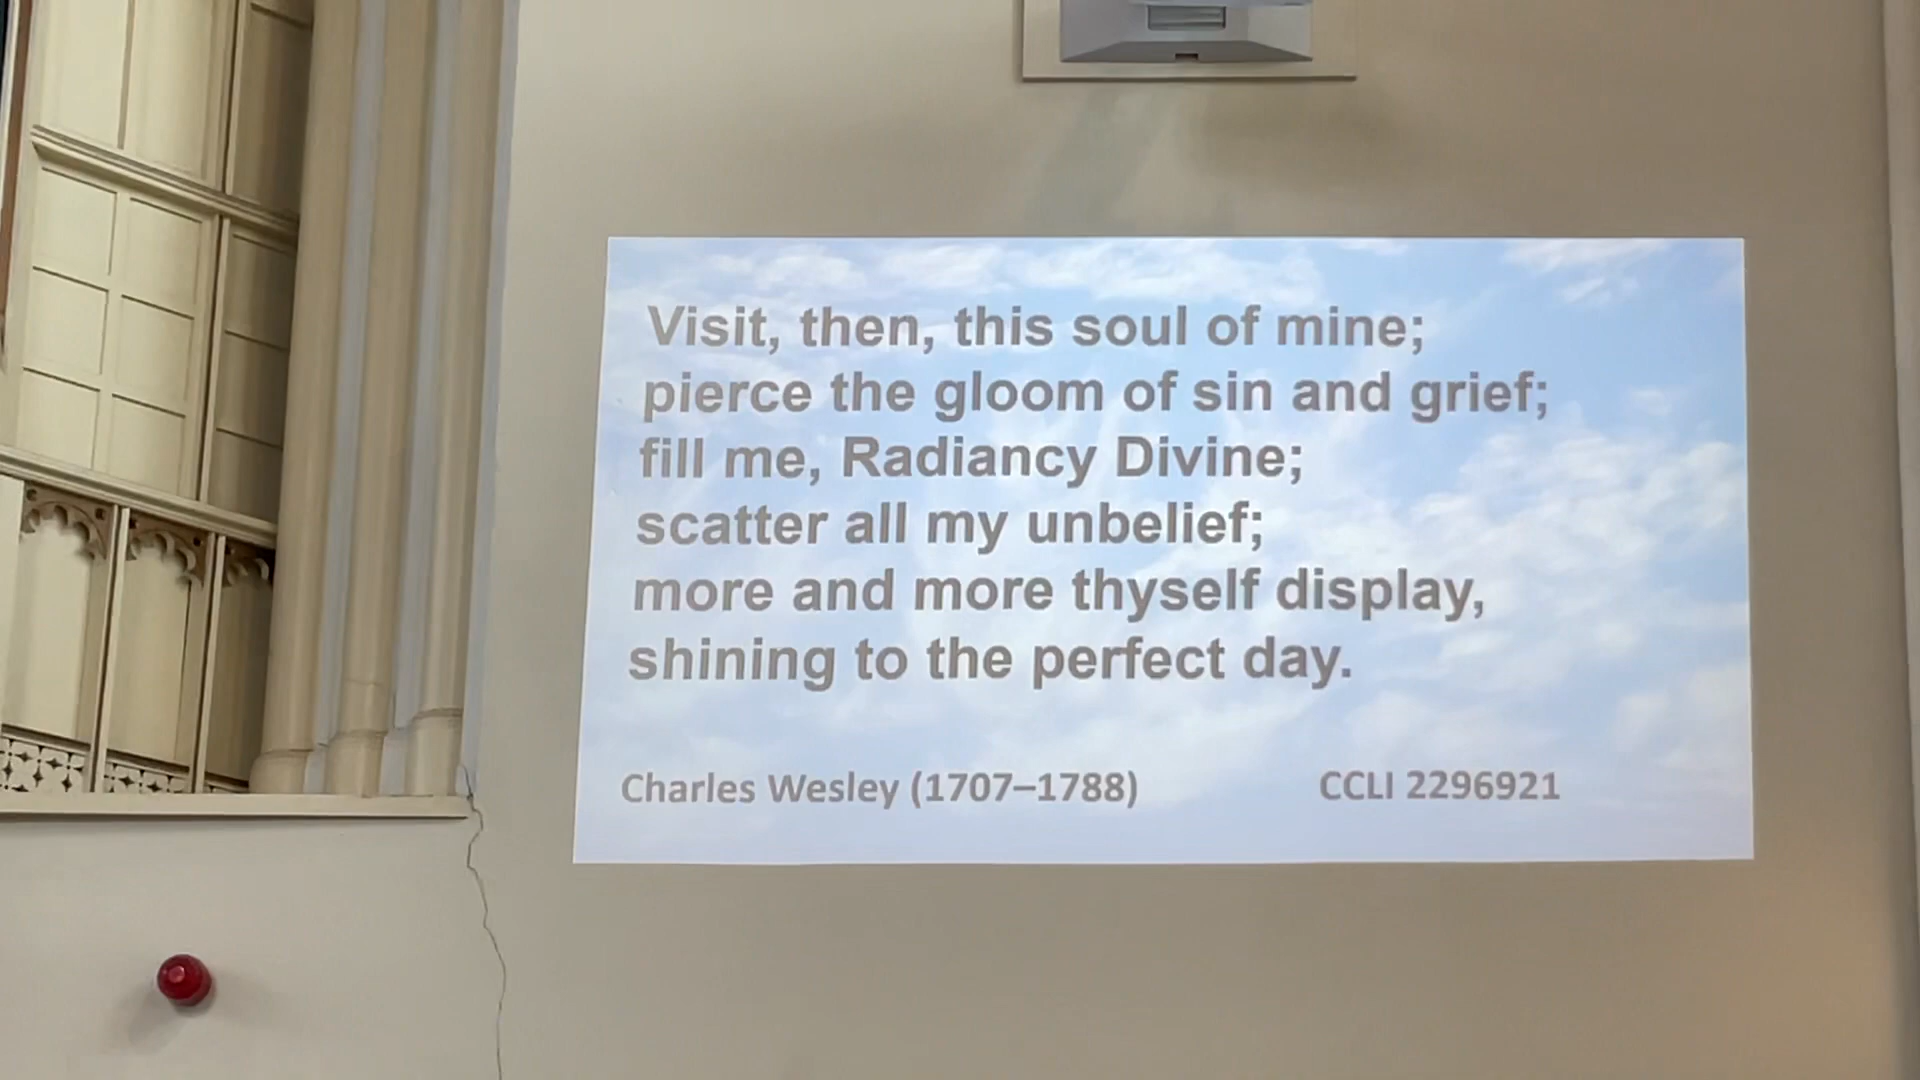 Visit, then, this soul of mine;
pierce the gloom of sin and grief;
fill me, Radiancy Divine;
scatter all my unbelief;
more and more thyself display,
shining to the perfect day.
Charles Wesley (1707–1788) CCLI 2296921